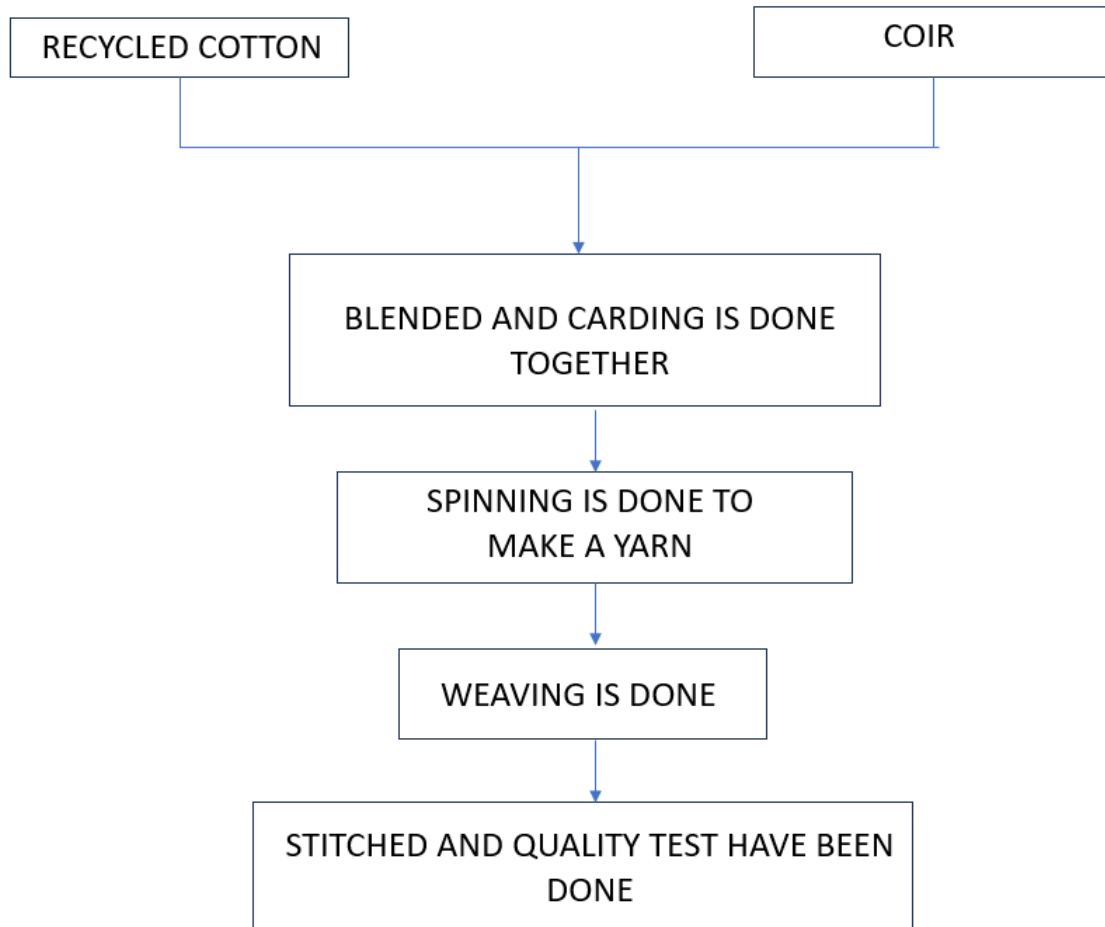 RECYCLED COTTON
COIR
BLENDED AND CARDING IS DONE
TOGETHER
SPINNING IS DONE TO
MAKE A YARN
WEAVING IS DONE
STITCHED AND QUALITY TEST HAVE BEEN
DONE